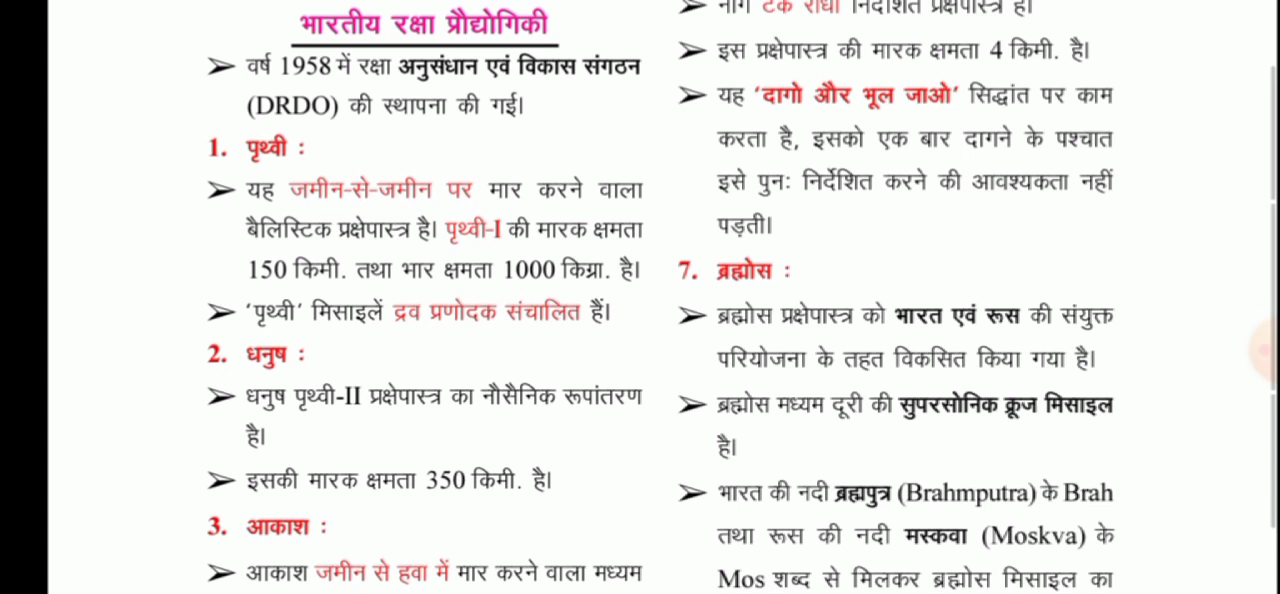 भारतीय रक्षा प्रौद्योगिकी
➢ वर्ष 1958 में रक्षा अनुसंधान एवं विकास संगठन
(DRDO) की स्थापना की गई।
1. पृथ्वी :
➢ यह जमीन-से-जमीन पर मार करने वाला
बैलिस्टिक प्रक्षेपास्त्र है। पृथ्वी-I की मारक क्षमता
150 किमी. तथा भार क्षमता 1000 किग्रा. है।
➢ ‘पृथ्वी’ मिसाइलें द्रव प्रणोदक संचालित हैं।
2. धनुष :
➢ धनुष पृथ्वी-II प्रक्षेपास्त्र का नौसैनिक रूपांतरण
है।
➢ इसकी मारक क्षमता 350 किमी. है।
3. आकाश :
➢ आकाश जमीन से हवा में मार करने वाला मध्यम
➢ नाग टैंक रोधी निर्देशित प्रक्षेपास्त्र है।
➢ इस प्रक्षेपास्त्र की मारक क्षमता 4 किमी. है।
➢ यह ‘दागो और भूल जाओ’ सिद्धांत पर काम
करता है, इसको एक बार दागने के पश्चात
इसे पुनः निर्देशित करने की आवश्यकता नहीं
पड़ती।
7. ब्रह्मोस :
➢ ब्रह्मोस प्रक्षेपास्त्र को भारत एवं रूस की संयुक्त
परियोजना के तहत विकसित किया गया है।
➢ ब्रह्मोस मध्यम दूरी की सुपरसोनिक क्रूज मिसाइल
है।
➢ भारत की नदी ब्रह्मपुत्र (Brahmputra) के Brah
तथा रूस की नदी मस्कवा (Moskva) के
Mos शब्द से मिलकर ब्रह्मोस मिसाइल का